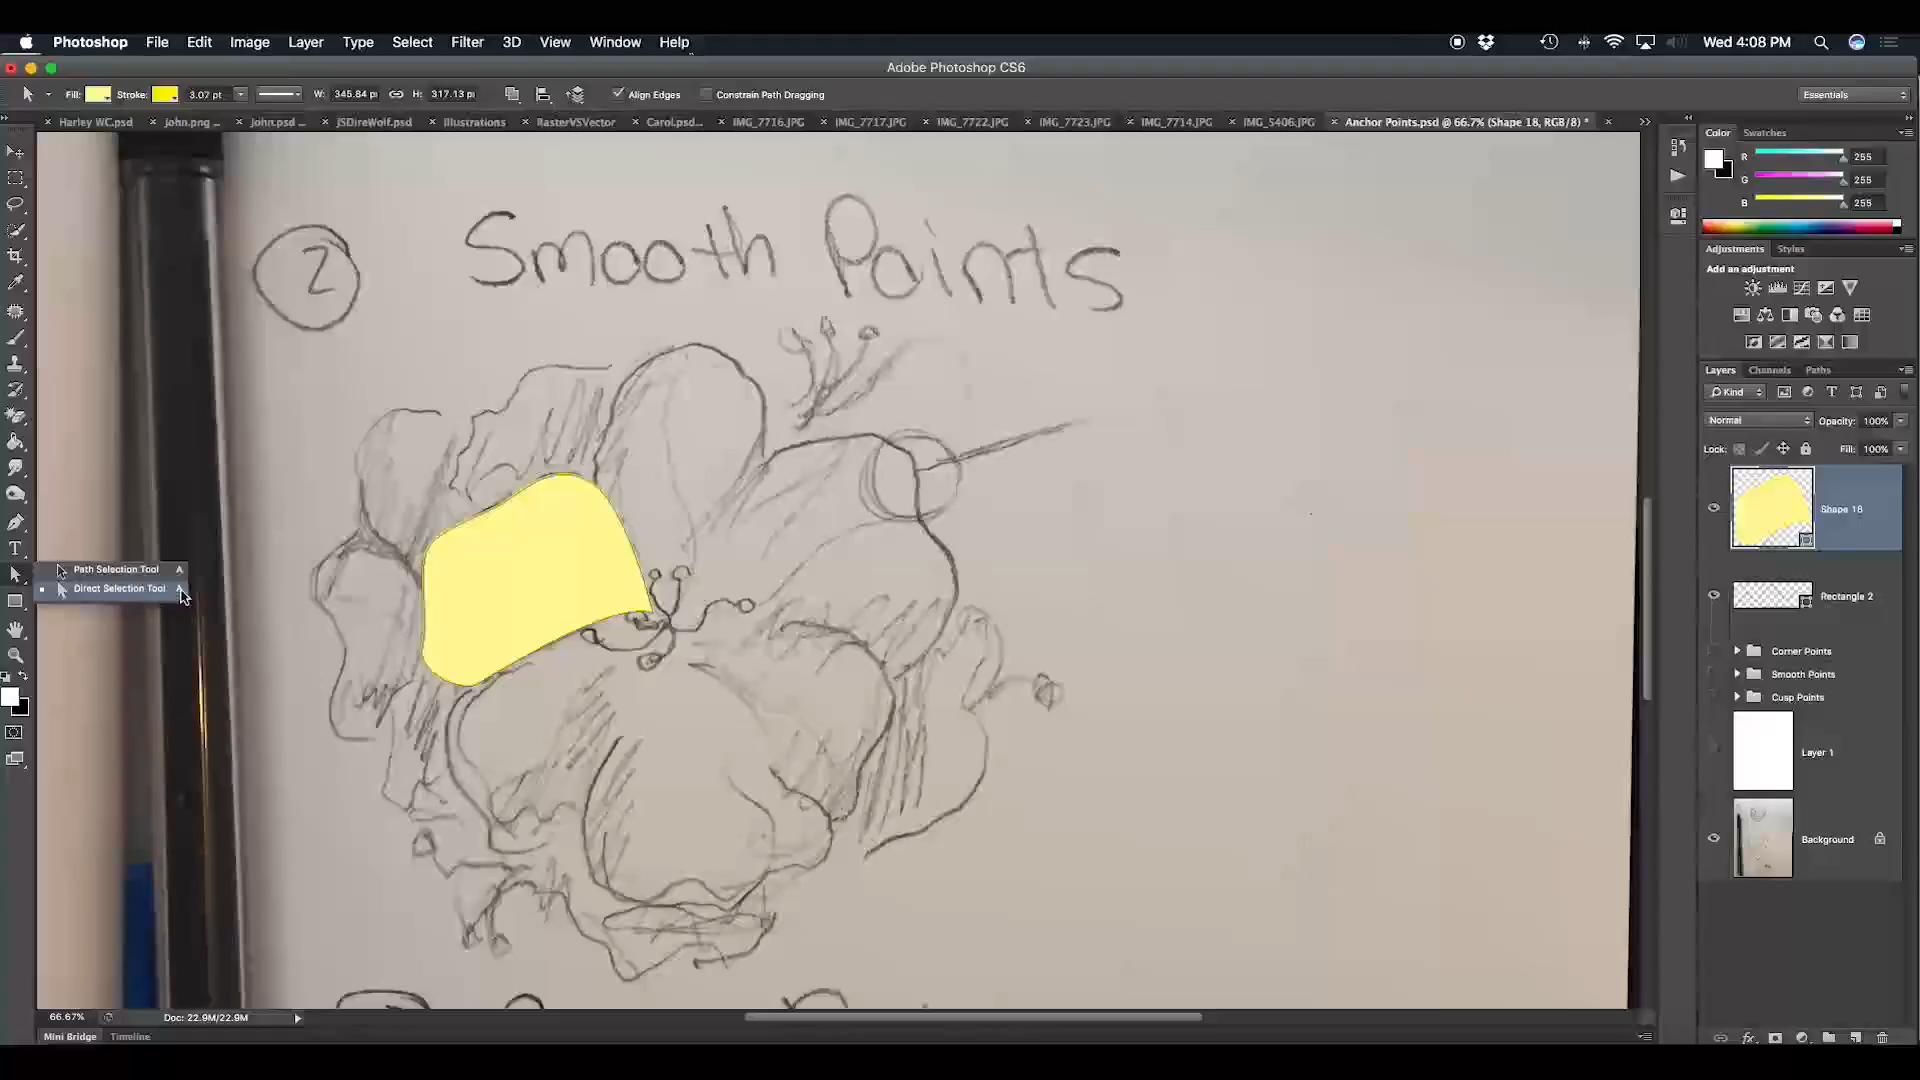 Photoshop File Edit Image Layer Type Select Filter 3D View Window Help Wed 4:08 PM
Adobe Photoshop CS6
Fill: Stroke: 3.07 pt W: 345.84 pi H: 317.13 pi Align Edges Constrain Path Dragging Essentials
Harley WC.psd john.png ... John.psd ... JSDireWolf.psd Illustrations RasterVSVector Carol.psd... IMG_7716.JPG IMG_7717.JPG IMG_7722.JPG IMG_7723.JPG IMG_7714.JPG IMG_5406.JPG Anchor Points.psd @ 66.7% (Shape 18, RGB/8) *
Color Swatches
R 255
G 255
B 255
Adjustments Styles
Add an adjustment
Layers Channels Paths
Kind
Normal Opacity: 100%
Lock: Fill: 100%
Shape 18
Rectangle 2
Corner Points
Smooth Points
Cusp Points
Layer 1
Background
2 Smooth Points
Path Selection Tool A
Direct Selection Tool A
66.67% Doc: 22.9M/22.9M
Mini Bridge Timeline